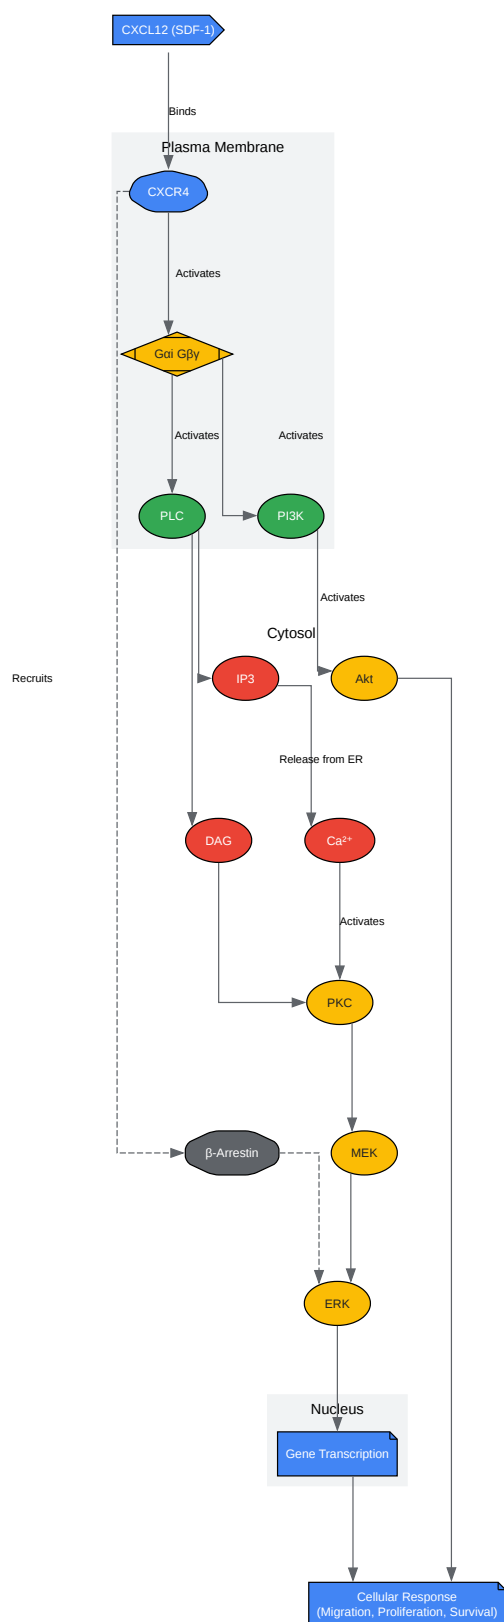 CXCL12 (SDF-1)
Binds
Plasma Membrane
CXCR4
Activates
Gαi Gβγ
Activates
Activates
PLC
PI3K
Activates
Cytosol
Recruits
IP3
Akt
Release from ER
DAG
Ca²⁺
Activates
PKC
β-Arrestin
MEK
ERK
Nucleus
Gene Transcription
Cellular Response
(Migration, Proliferation, Survival)